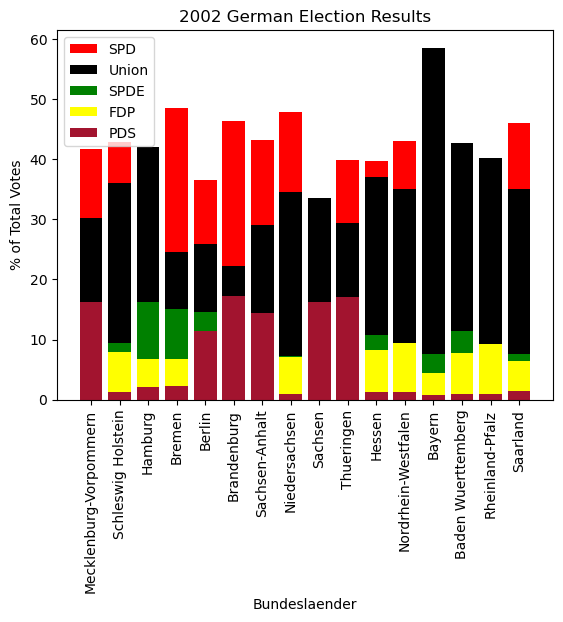 2002 German Election Results
SPD
Union
SPDE
FDP
PDS
% of Total Votes
60
50
40
30
20
10
0
Mecklenburg-Vorpommern
Schleswig Holstein
Hamburg
Bremen
Berlin
Brandenburg
Sachsen-Anhalt
Niedersachsen
Sachsen
Thueringen
Hessen
Nordrhein-Westfalen
Bayern
Baden Wuerttemberg
Rheinland-Pfalz
Saarland
Bundeslaender